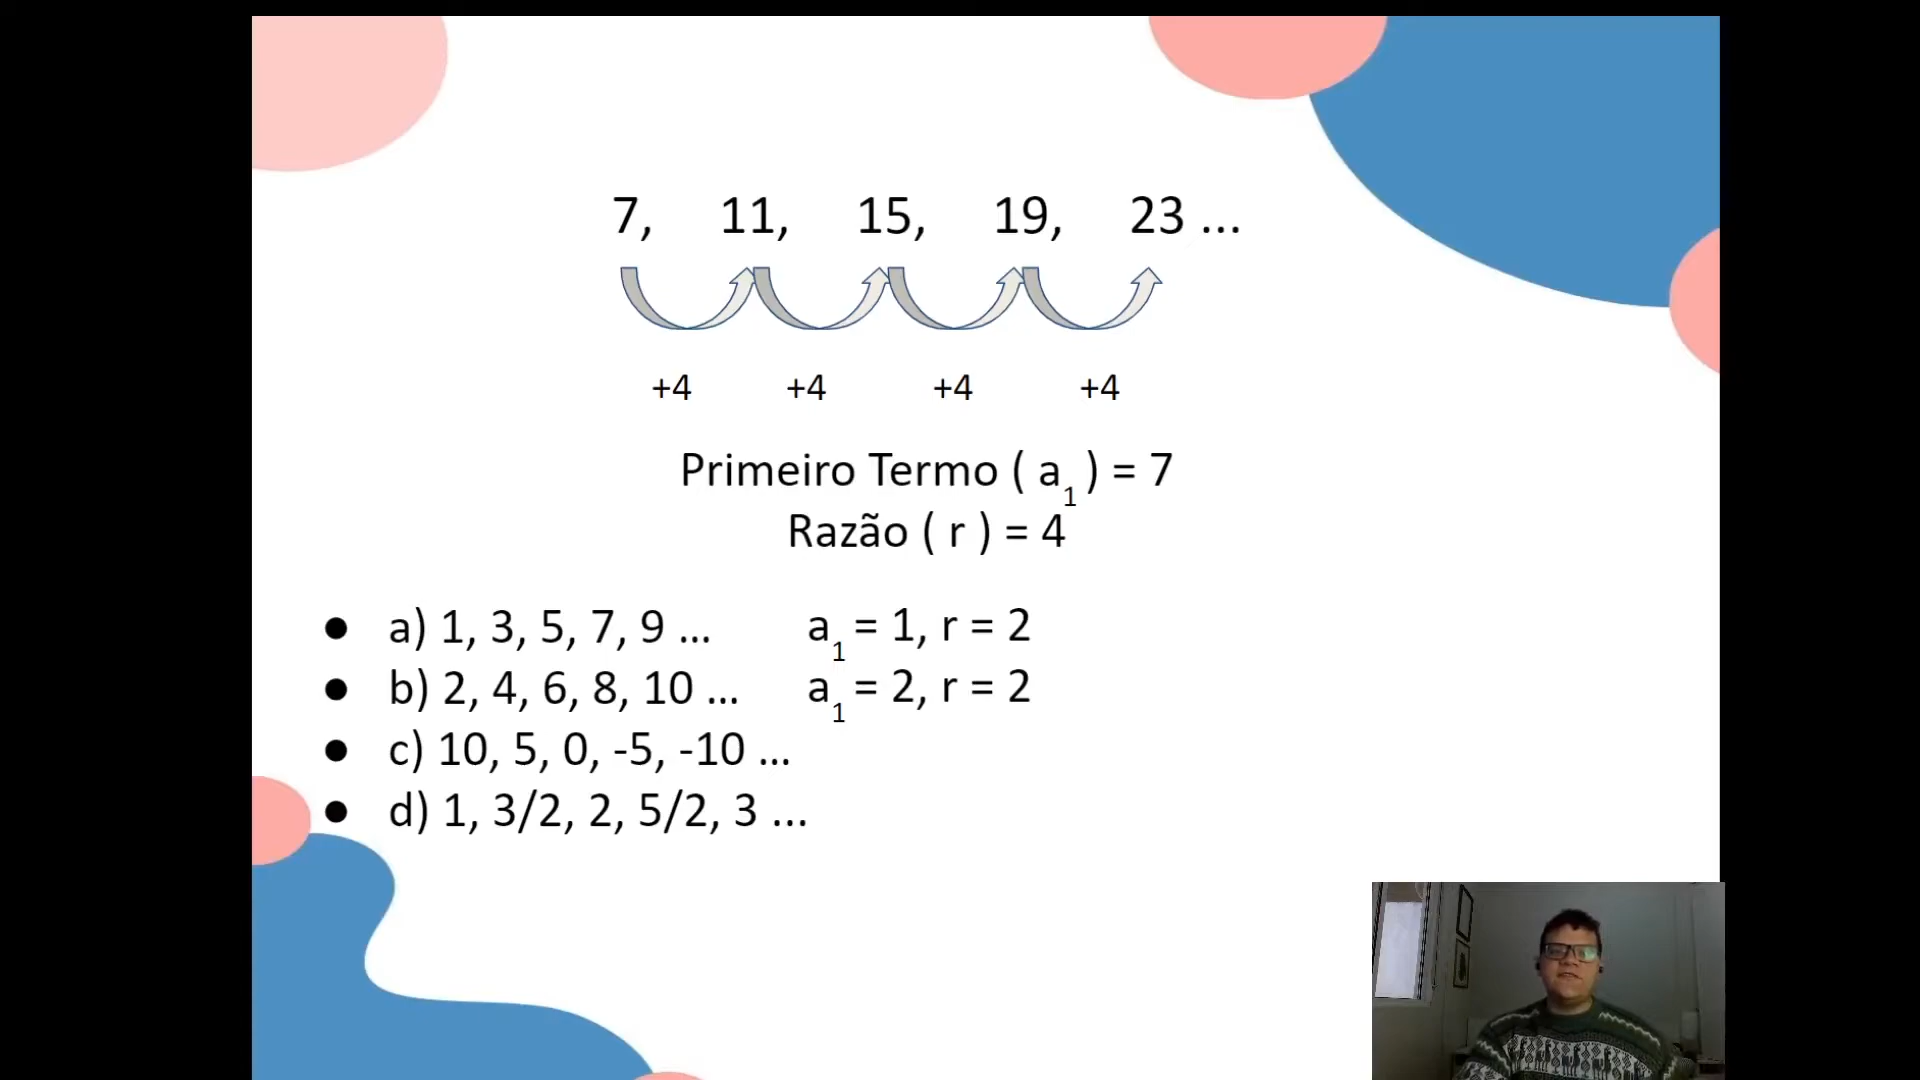 7, 11, 15, 19, 23 ...
+4 +4 +4 +4
Primeiro Termo ( a1 ) = 7
Razão ( r ) = 4
● a) 1, 3, 5, 7, 9 ... a1 = 1, r = 2
● b) 2, 4, 6, 8, 10 ... a1 = 2, r = 2
● c) 10, 5, 0, -5, -10 ...
● d) 1, 3/2, 2, 5/2, 3 ...